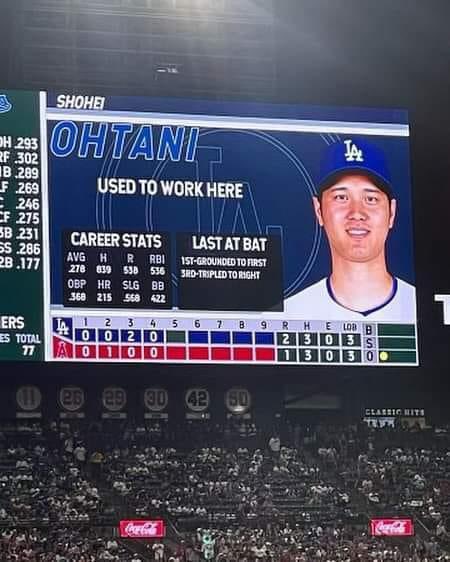 SHOHEI
OHTANI
LA
USED TO WORK HERE
CAREER STATS
AVG H R RBI
.278 839 538 536
OBP HR SLG BB
.368 215 .568 422
LAST AT BAT
1ST-GROUNDED TO FIRST
3RD-TRIPLED TO RIGHT
DH .293
RF .302
1B .289
LF .269
C .246
CF .275
3B .231
SS .286
2B .177
ERS
ES TOTAL
77
1 2 3 4 5 6 7 8 9 R H E LOB B
LA 0 0 2 0 2 3 0 3 S
A 0 1 0 0 1 3 0 3 O
11 26 29 30 42 50
CLASSIC HITS
Coca-Cola
Coca-Cola